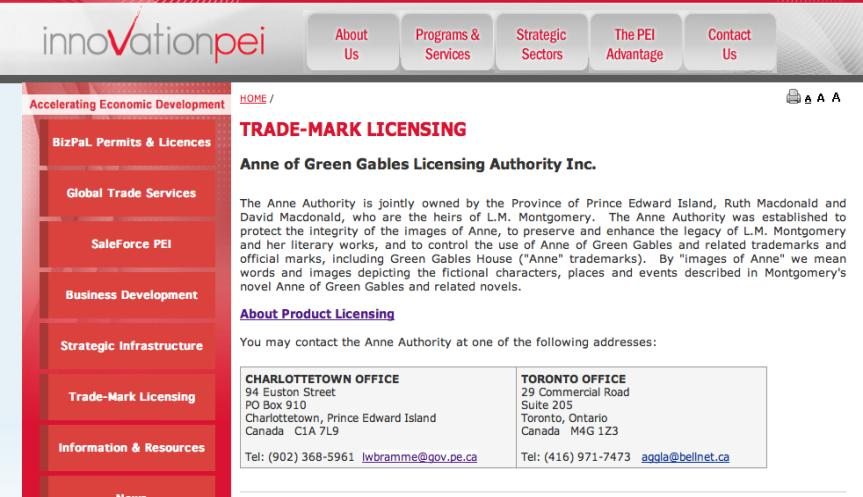 innovationpei
About
Us
Programs &
Services
Strategic
Sectors
The PEI
Advantage
Contact
Us
Accelerating Economic Development
BizPaL Permits & Licences
Global Trade Services
SaleForce PEI
Business Development
Strategic Infrastructure
Trade-Mark Licensing
Information & Resources
News
HOME /
A A A
TRADE-MARK LICENSING
Anne of Green Gables Licensing Authority Inc.
The Anne Authority is jointly owned by the Province of Prince Edward Island, Ruth Macdonald and
David Macdonald, who are the heirs of L.M. Montgomery. The Anne Authority was established to
protect the integrity of the images of Anne, to preserve and enhance the legacy of L.M. Montgomery
and her literary works, and to control the use of Anne of Green Gables and related trademarks and
official marks, including Green Gables House ("Anne" trademarks). By "images of Anne" we mean
words and images depicting the fictional characters, places and events described in Montgomery's
novel Anne of Green Gables and related novels.
About Product Licensing
You may contact the Anne Authority at one of the following addresses:
CHARLOTTETOWN OFFICE
94 Euston Street
PO Box 910
Charlottetown, Prince Edward Island
Canada C1A 7L9
Tel: (902) 368-5961 lwbramme@gov.pe.ca
TORONTO OFFICE
29 Commercial Road
Suite 205
Toronto, Ontario
Canada M4G 1Z3
Tel: (416) 971-7473 aggla@bellnet.ca